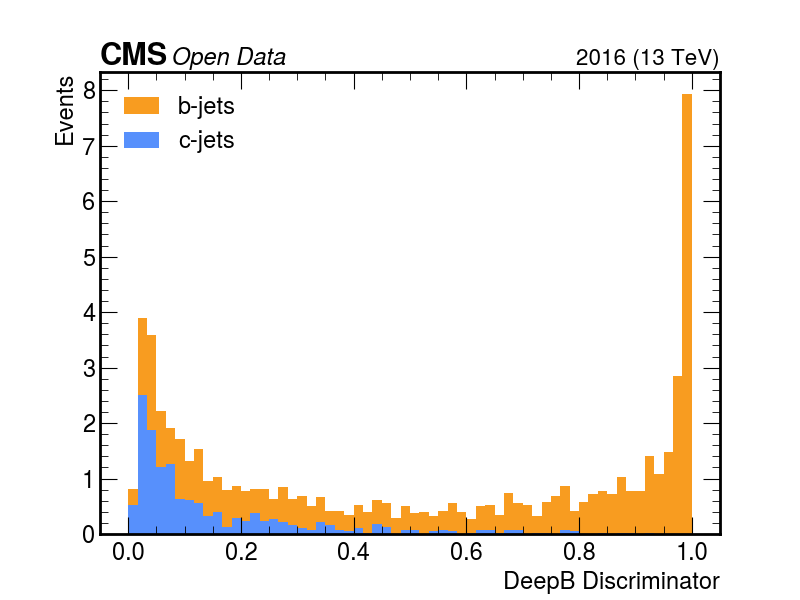 CMS Open Data 2016 (13 TeV)
Events
b-jets
c-jets
8
7
6
5
4
3
2
1
0
0.0 0.2 0.4 0.6 0.8 1.0
DeepB Discriminator